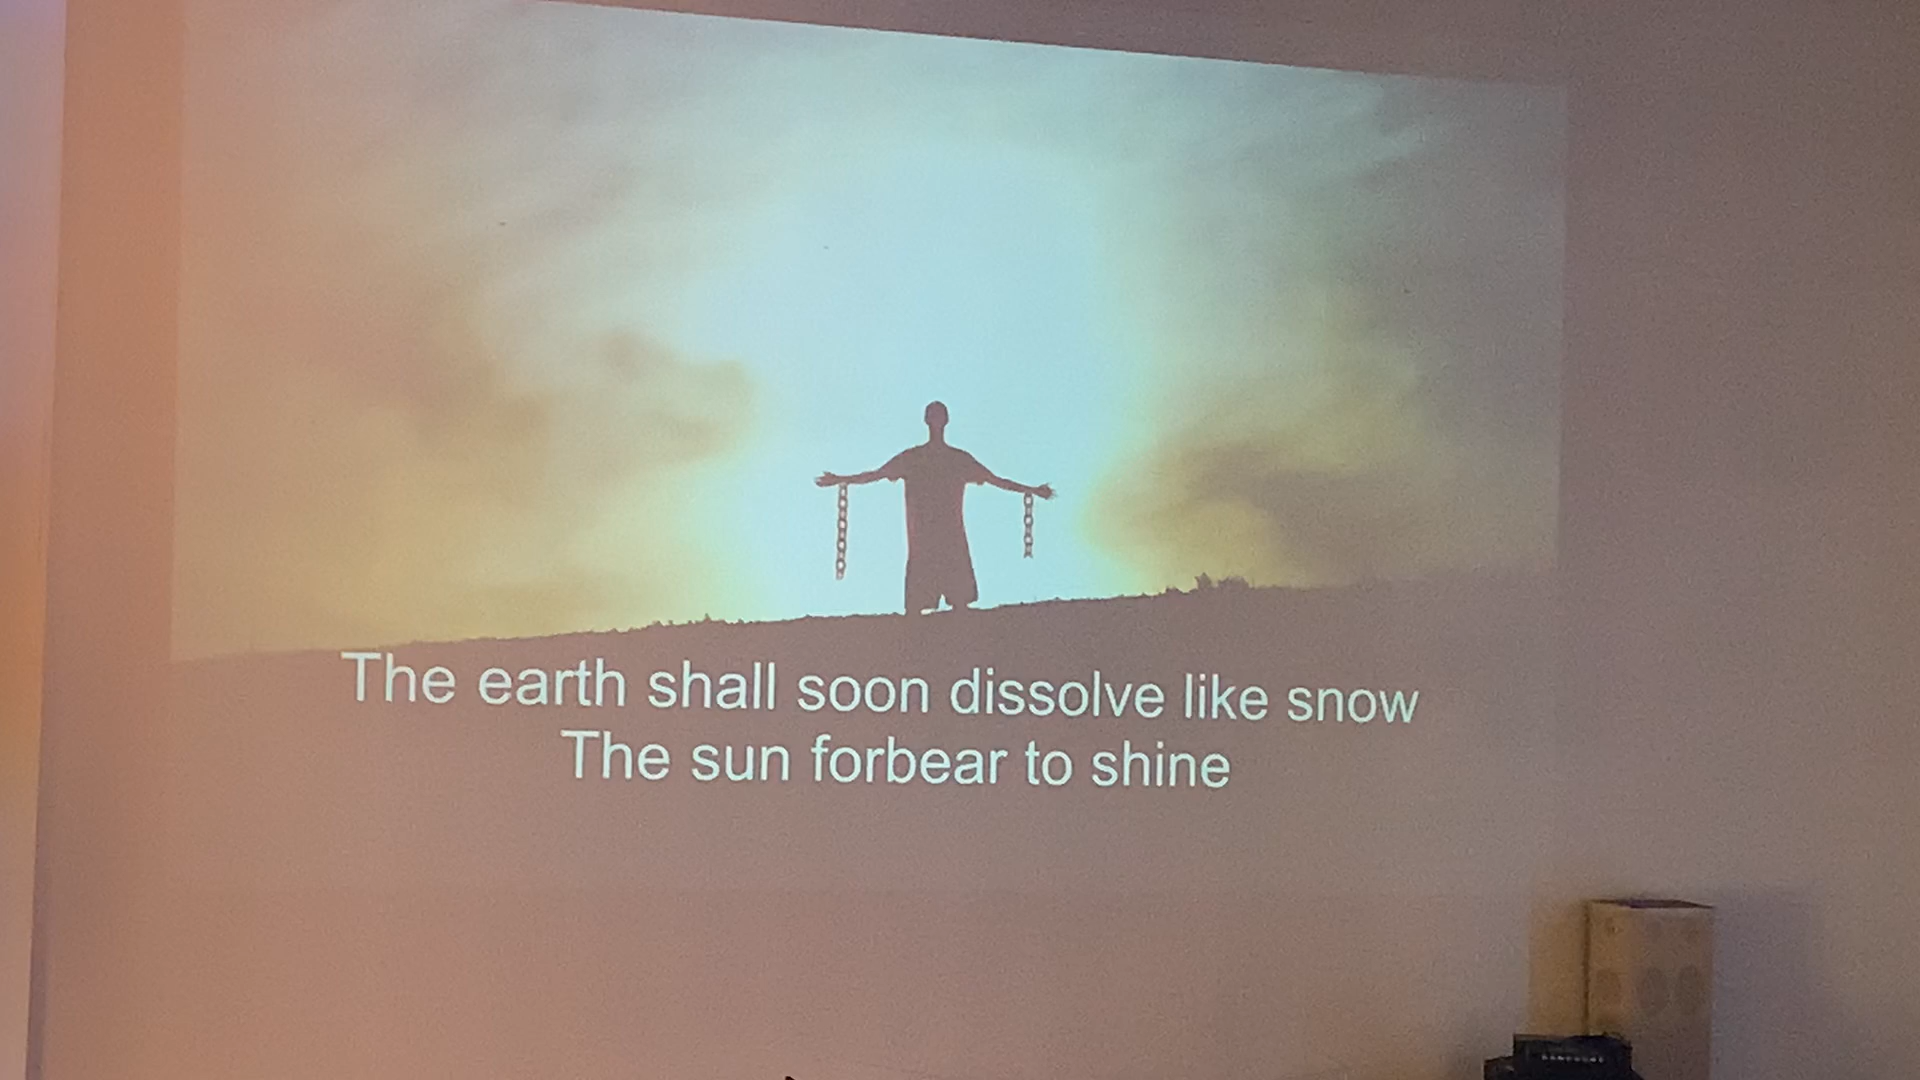 The earth shall soon dissolve like snow
The sun forbear to shine